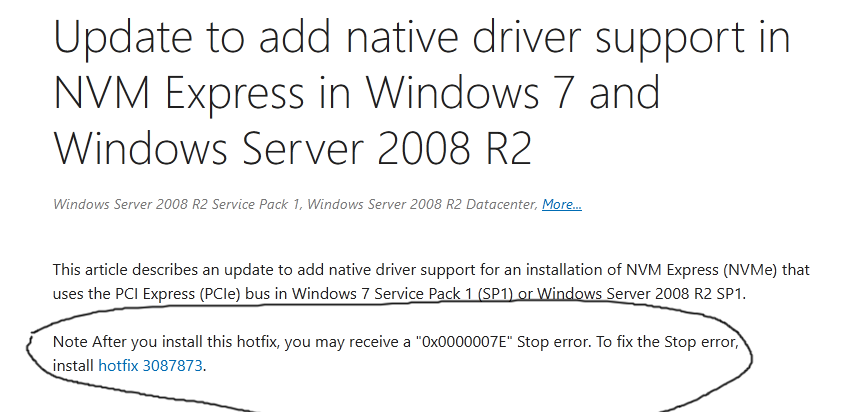 Update to add native driver support in
NVM Express in Windows 7 and
Windows Server 2008 R2
Windows Server 2008 R2 Service Pack 1, Windows Server 2008 R2 Datacenter, More...
This article describes an update to add native driver support for an installation of NVM Express (NVMe) that
uses the PCI Express (PCIe) bus in Windows 7 Service Pack 1 (SP1) or Windows Server 2008 R2 SP1.
Note After you install this hotfix, you may receive a "0x0000007E" Stop error. To fix the Stop error,
install hotfix 3087873.